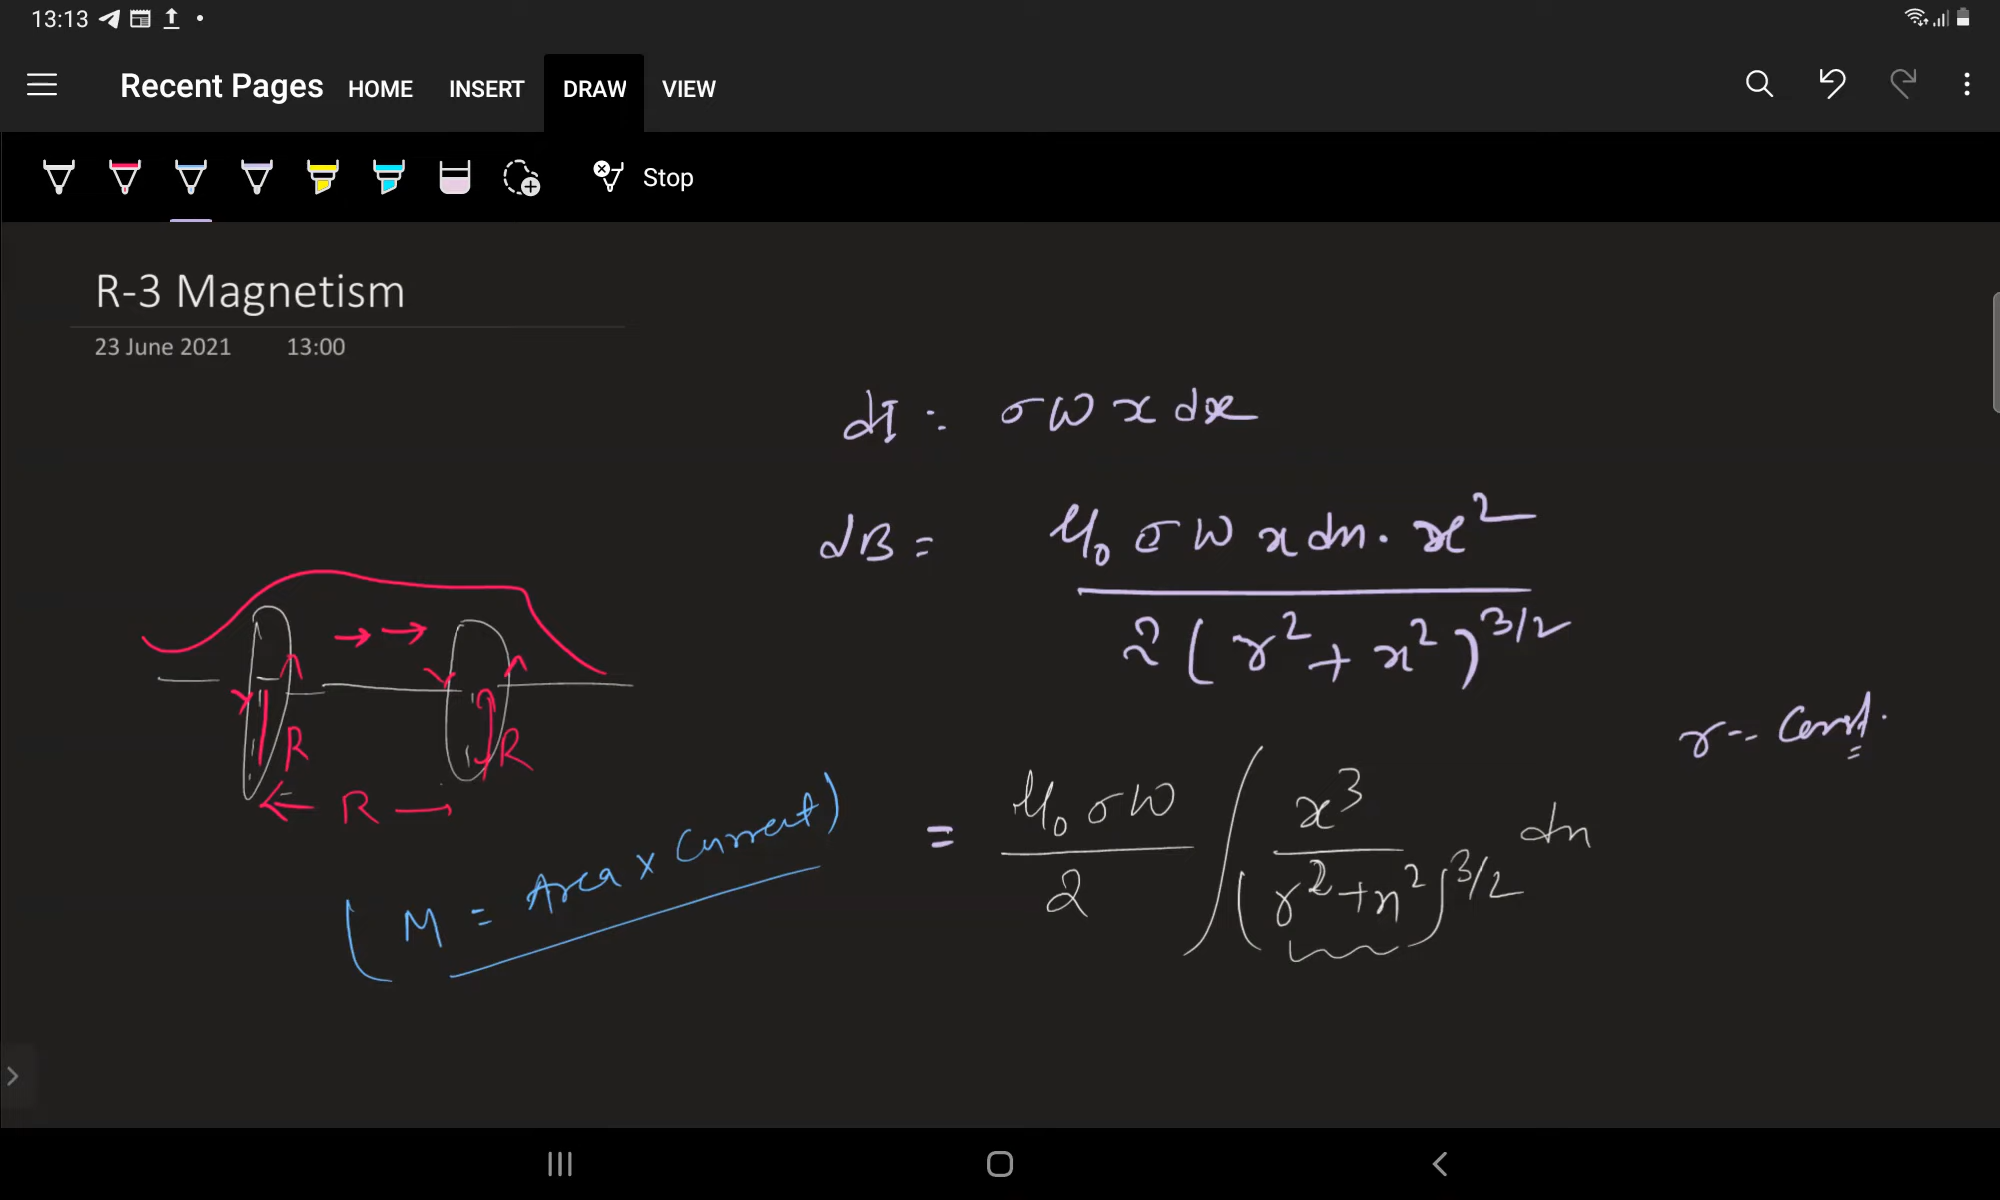 13:13
Recent Pages HOME INSERT DRAW VIEW
Stop
R-3 Magnetism
23 June 2021 13:00
dI = σω x dx
dB = μ₀ σ ω x dx · x² / 2 (r² + x²)^3/2
r -- Const.
= μ₀ σω / 2 ∫ x³ / (r² + x²)^3/2 dx
R R
R
( M = Area x Current )